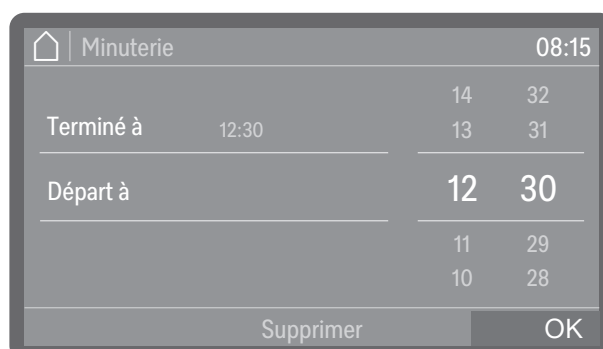 Minuterie 08:15
14 32
Terminé à 12:30 13 31
Départ à 12 30
11 29
10 28
Supprimer OK